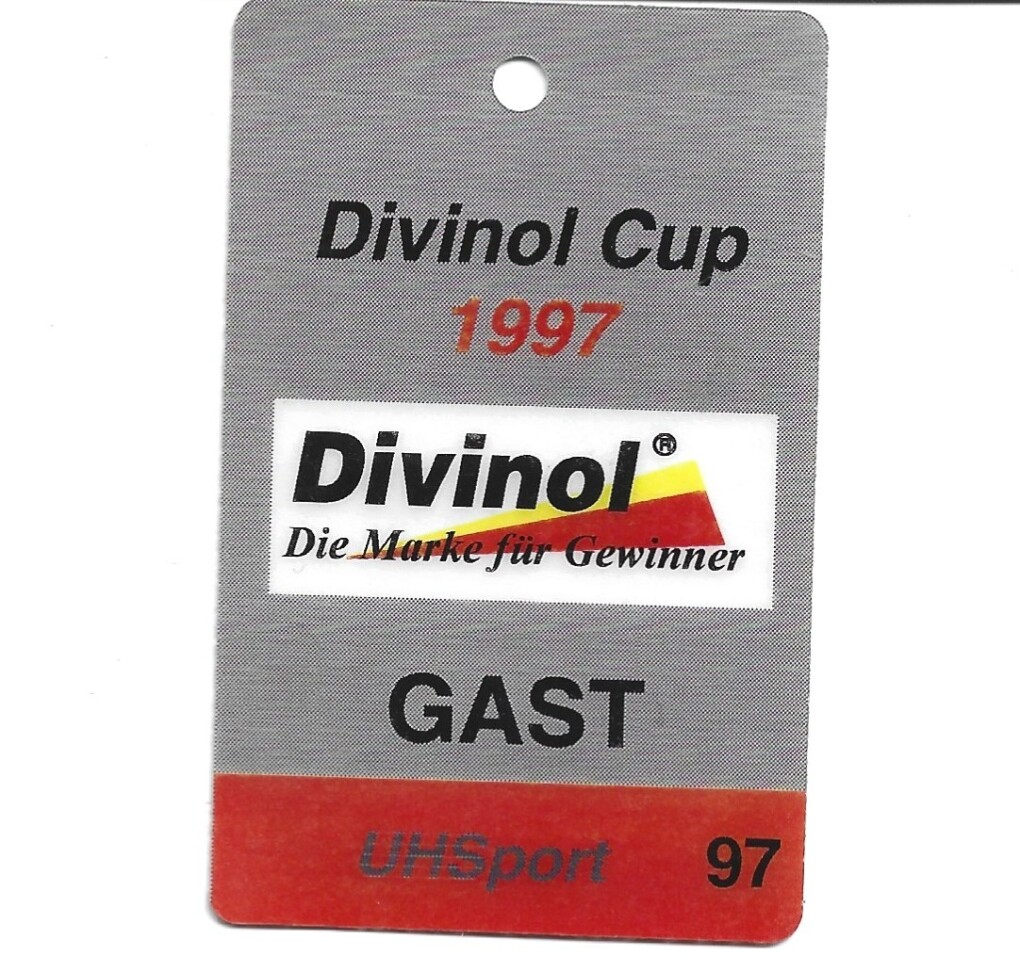 Divinol Cup
1997
Divinol®
Die Marke für Gewinner
GAST
UHSport 97